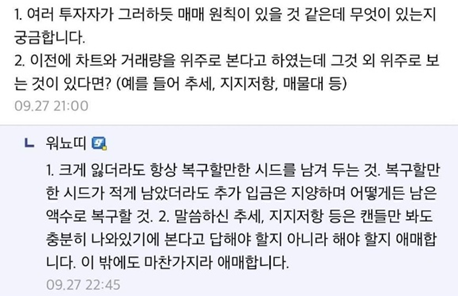 1. 여러 투자자가 그러하듯 매매 원칙이 있을 것 같은데 무엇이 있는지
궁금합니다.
2. 이전에 차트와 거래량을 위주로 본다고 하였는데 그것 외 위주로 보
는 것이 있다면? (예를 들어 추세, 지지저항, 매물대 등)
09.27 21:00
워뇨띠
1. 크게 잃더라도 항상 복구할만한 시드를 남겨 두는 것. 복구할만
한 시드가 적게 남았더라도 추가 입금은 지양하며 어떻게든 남은
액수로 복구할 것. 2. 말씀하신 추세, 지지저항 등은 캔들만 봐도
충분히 나와있기에 본다고 답해야 할지 아니라 해야 할지 애매합
니다. 이 밖에도 마찬가지라 애매합니다.
09.27 22:45